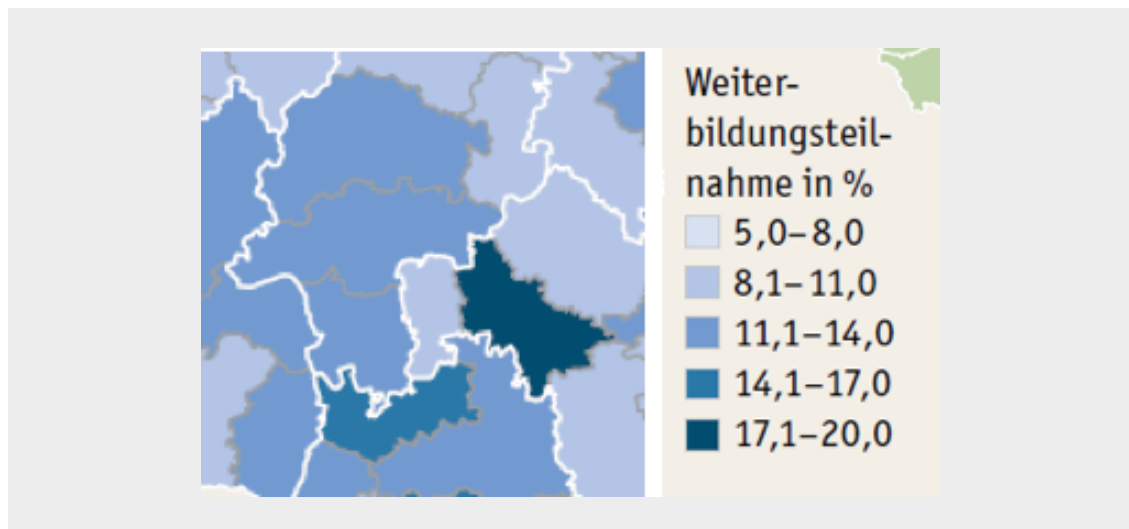 Weiter-
bildungsteil-
nahme in %
5,0–8,0
8,1–11,0
11,1–14,0
14,1–17,0
17,1–20,0